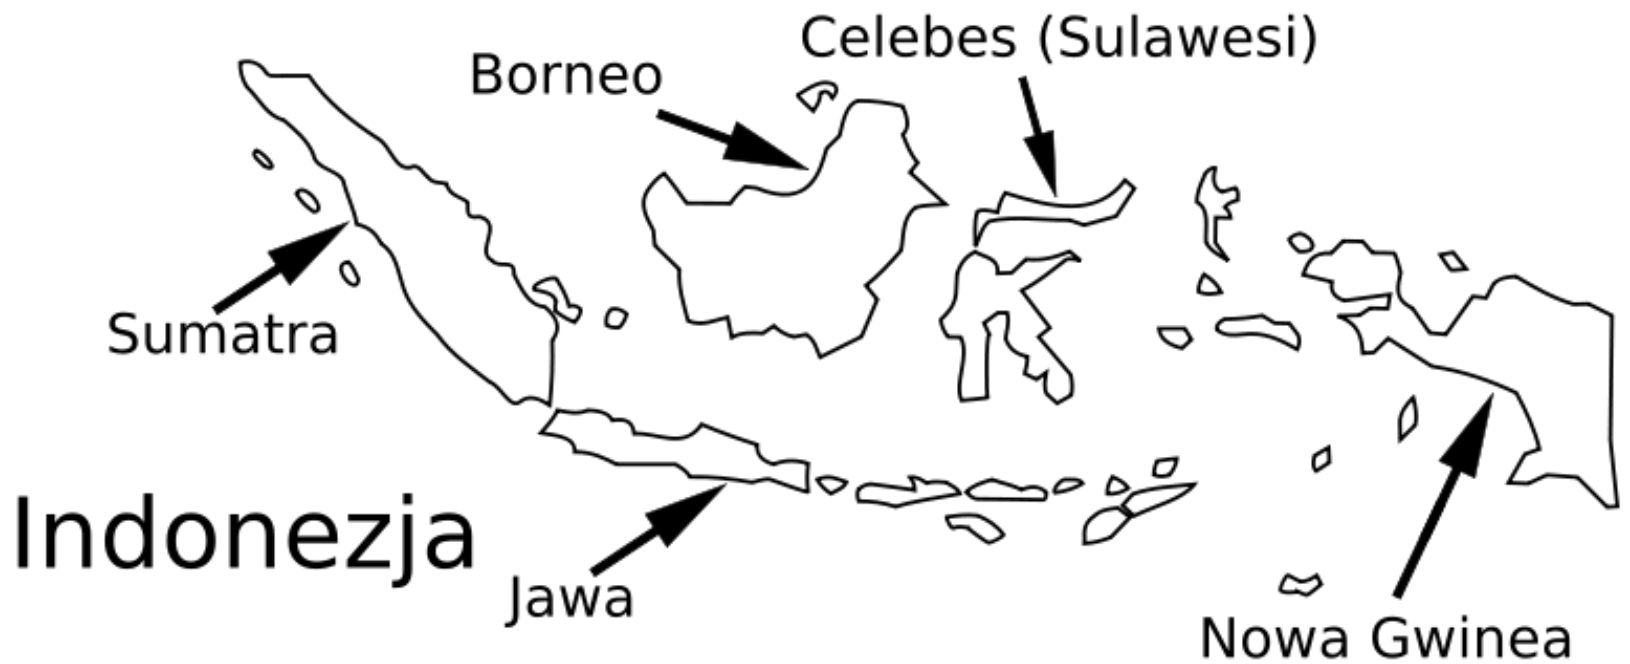 Celebes (Sulawesi)
Borneo
Sumatra
Indonezja
Jawa
Nowa Gwinea